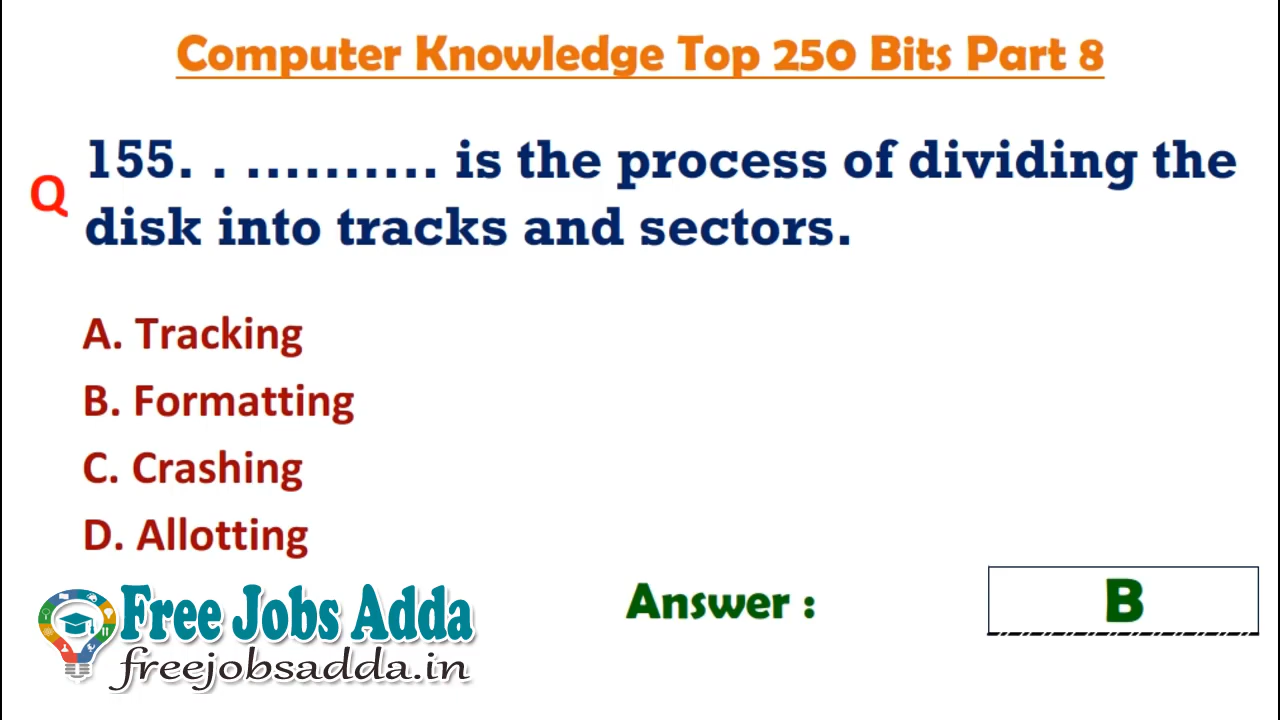 Computer Knowledge Top 250 Bits Part 8
Q
155. . .......... is the process of dividing the
disk into tracks and sectors.
A. Tracking
B. Formatting
C. Crashing
D. Allotting
Free Jobs Adda
freejobsadda.in
Answer :
B